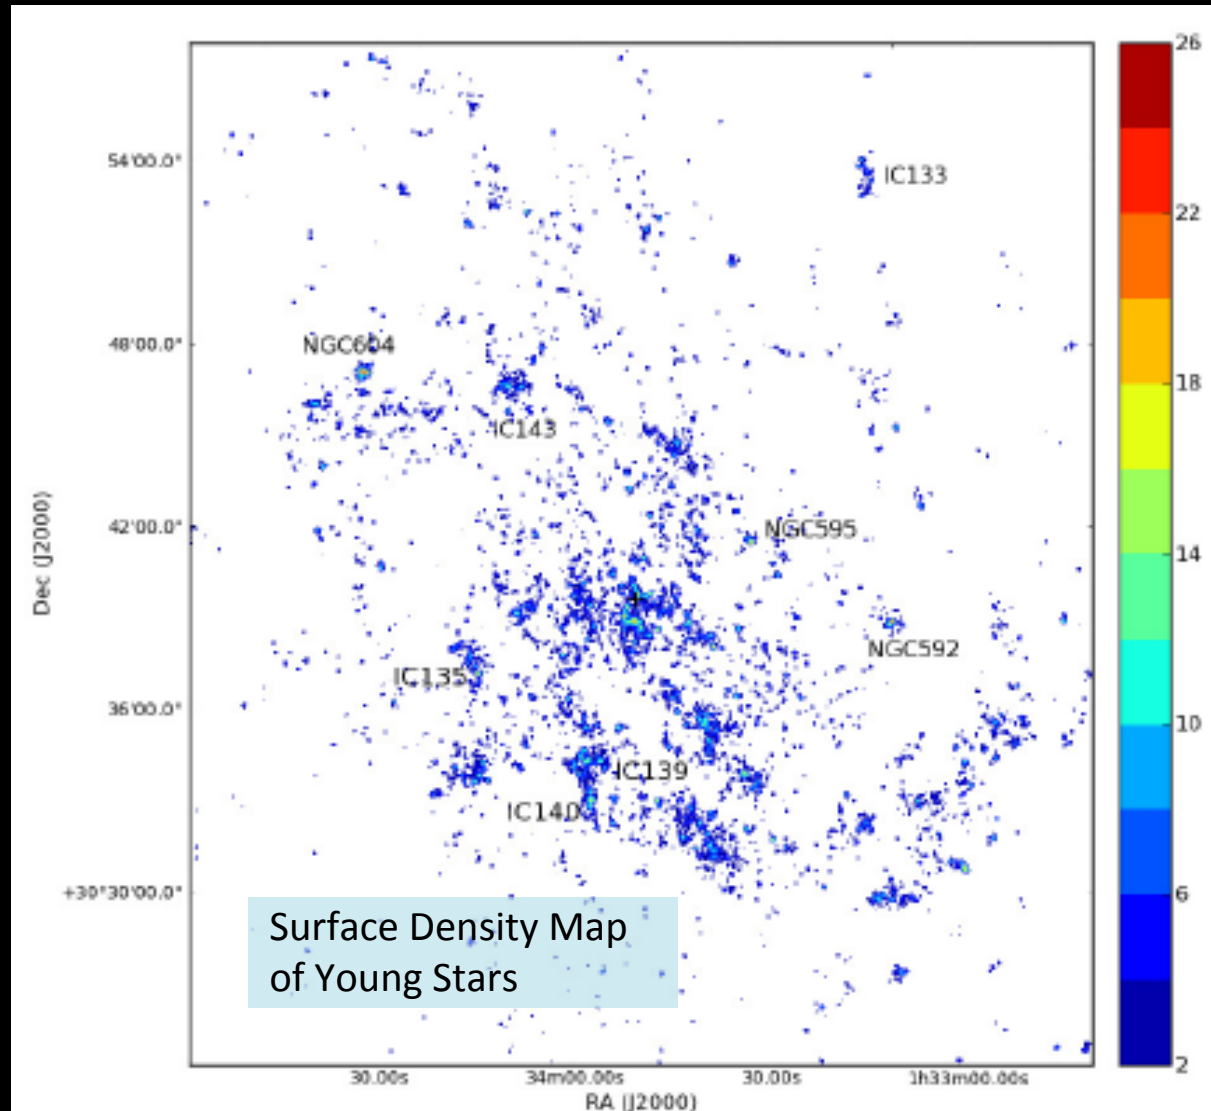 26
54'00.0"
IC133
22
NGC604
48'00.0"
18
IC143
42'00.0"
NGC595
14
Dec (J2000)
NGC592
IC135
36'00.0"
10
IC139
IC140
+30°30'00.0"
6
Surface Density Map
of Young Stars
2
30.00s
34m00.00s
30.00s
1h33m00.00s
RA (J2000)